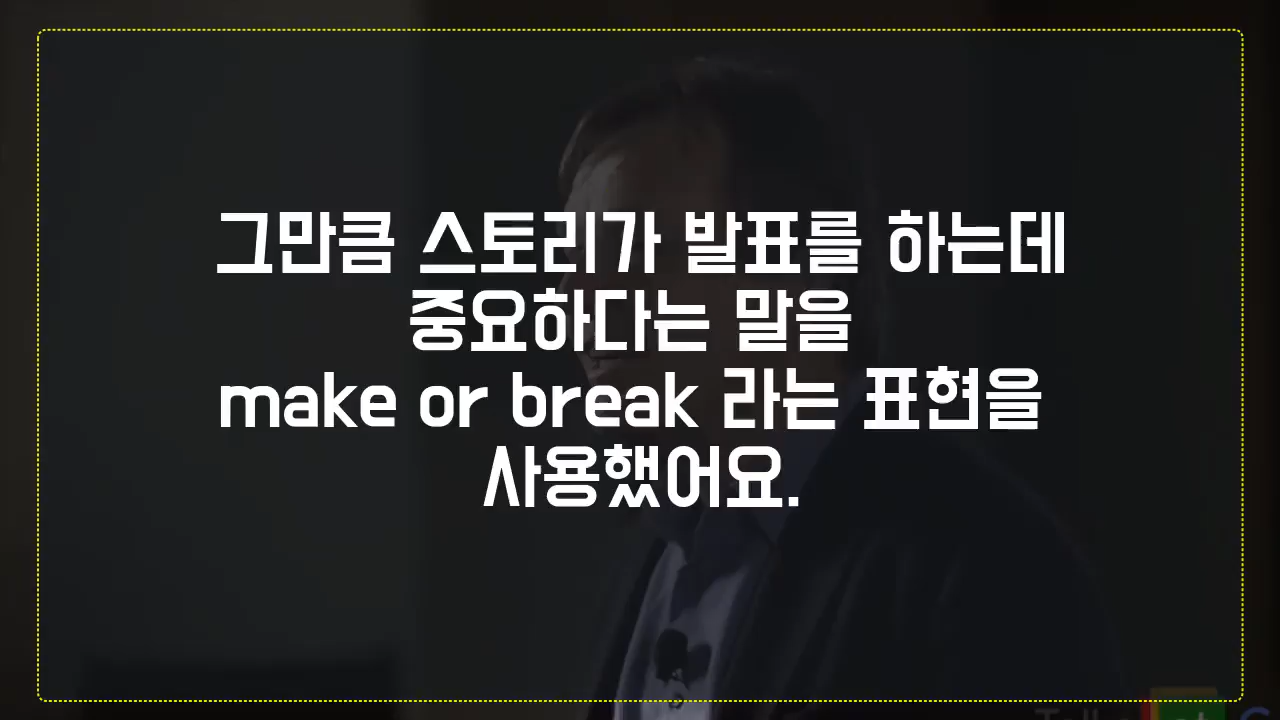 그만큼 스토리가 발표를 하는데
중요하다는 말을
make or break 라는 표현을
사용했어요.